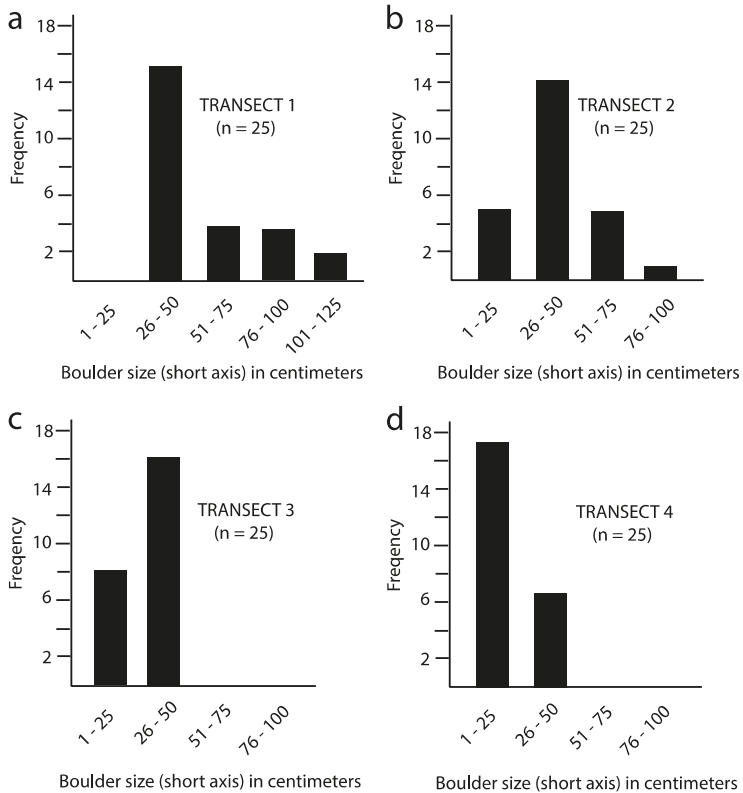 a
18
14
10
6
2
Freqency
TRANSECT 1
(n = 25)
1 - 25
26 - 50
51 - 75
76 - 100
101 - 125
Boulder size (short axis) in centimeters
b
18
14
10
6
2
Freqency
TRANSECT 2
(n = 25)
1 - 25
26 - 50
51 - 75
76 - 100
Boulder size (short axis) in centimeters
c
18
14
10
6
2
Freqency
TRANSECT 3
(n = 25)
1 - 25
26 - 50
51 - 75
76 - 100
Boulder size (short axis) in centimeters
d
18
14
10
6
2
Freqency
TRANSECT 4
(n = 25)
1 - 25
26 - 50
51 - 75
76 - 100
Boulder size (short axis) in centimeters